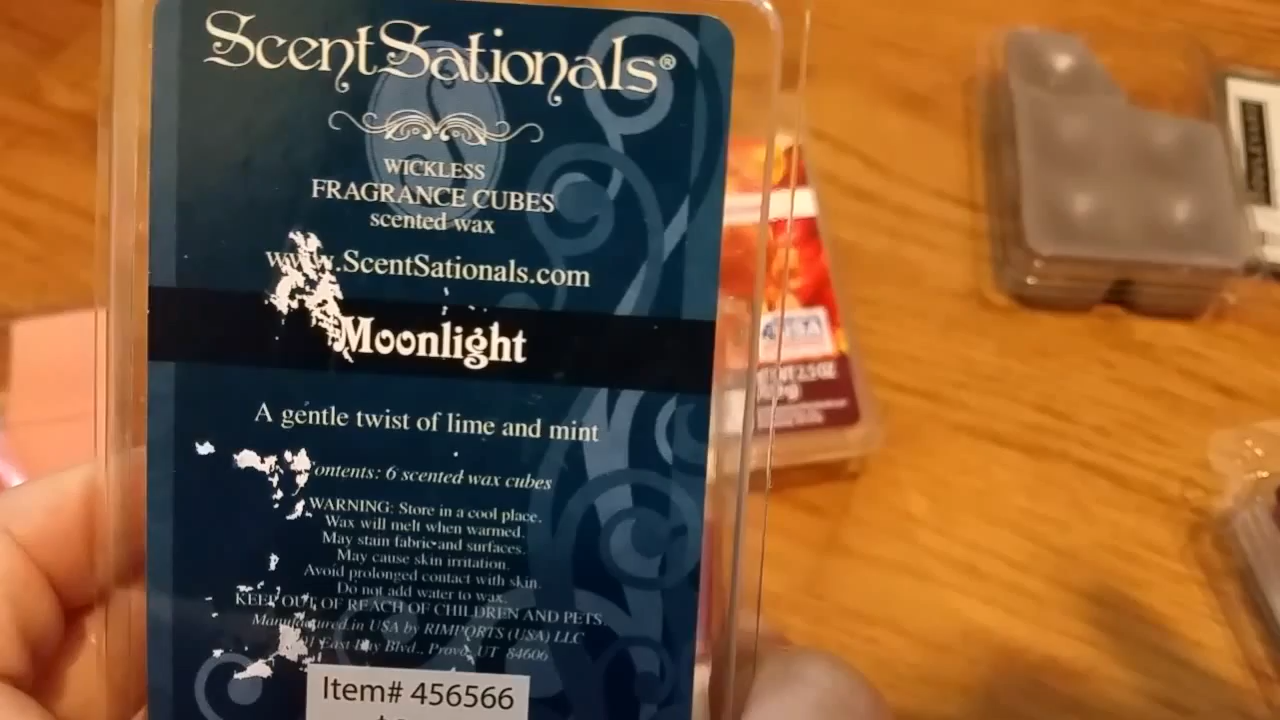 ScentSationals®
WICKLESS
FRAGRANCE CUBES
scented wax
www.ScentSationals.com
Moonlight
A gentle twist of lime and mint
Contents: 6 scented wax cubes
WARNING: Store in a cool place.
Wax will melt when warmed.
May stain fabric and surfaces.
May cause skin irritation.
Avoid prolonged contact with skin.
Do not add water to wax.
KEEP OUT OF REACH OF CHILDREN AND PETS.
Manufactured in USA by RIMPORTS (USA) LLC
East Bay Blvd., Provo, UT 84606
Item# 456566
2.5 OZ